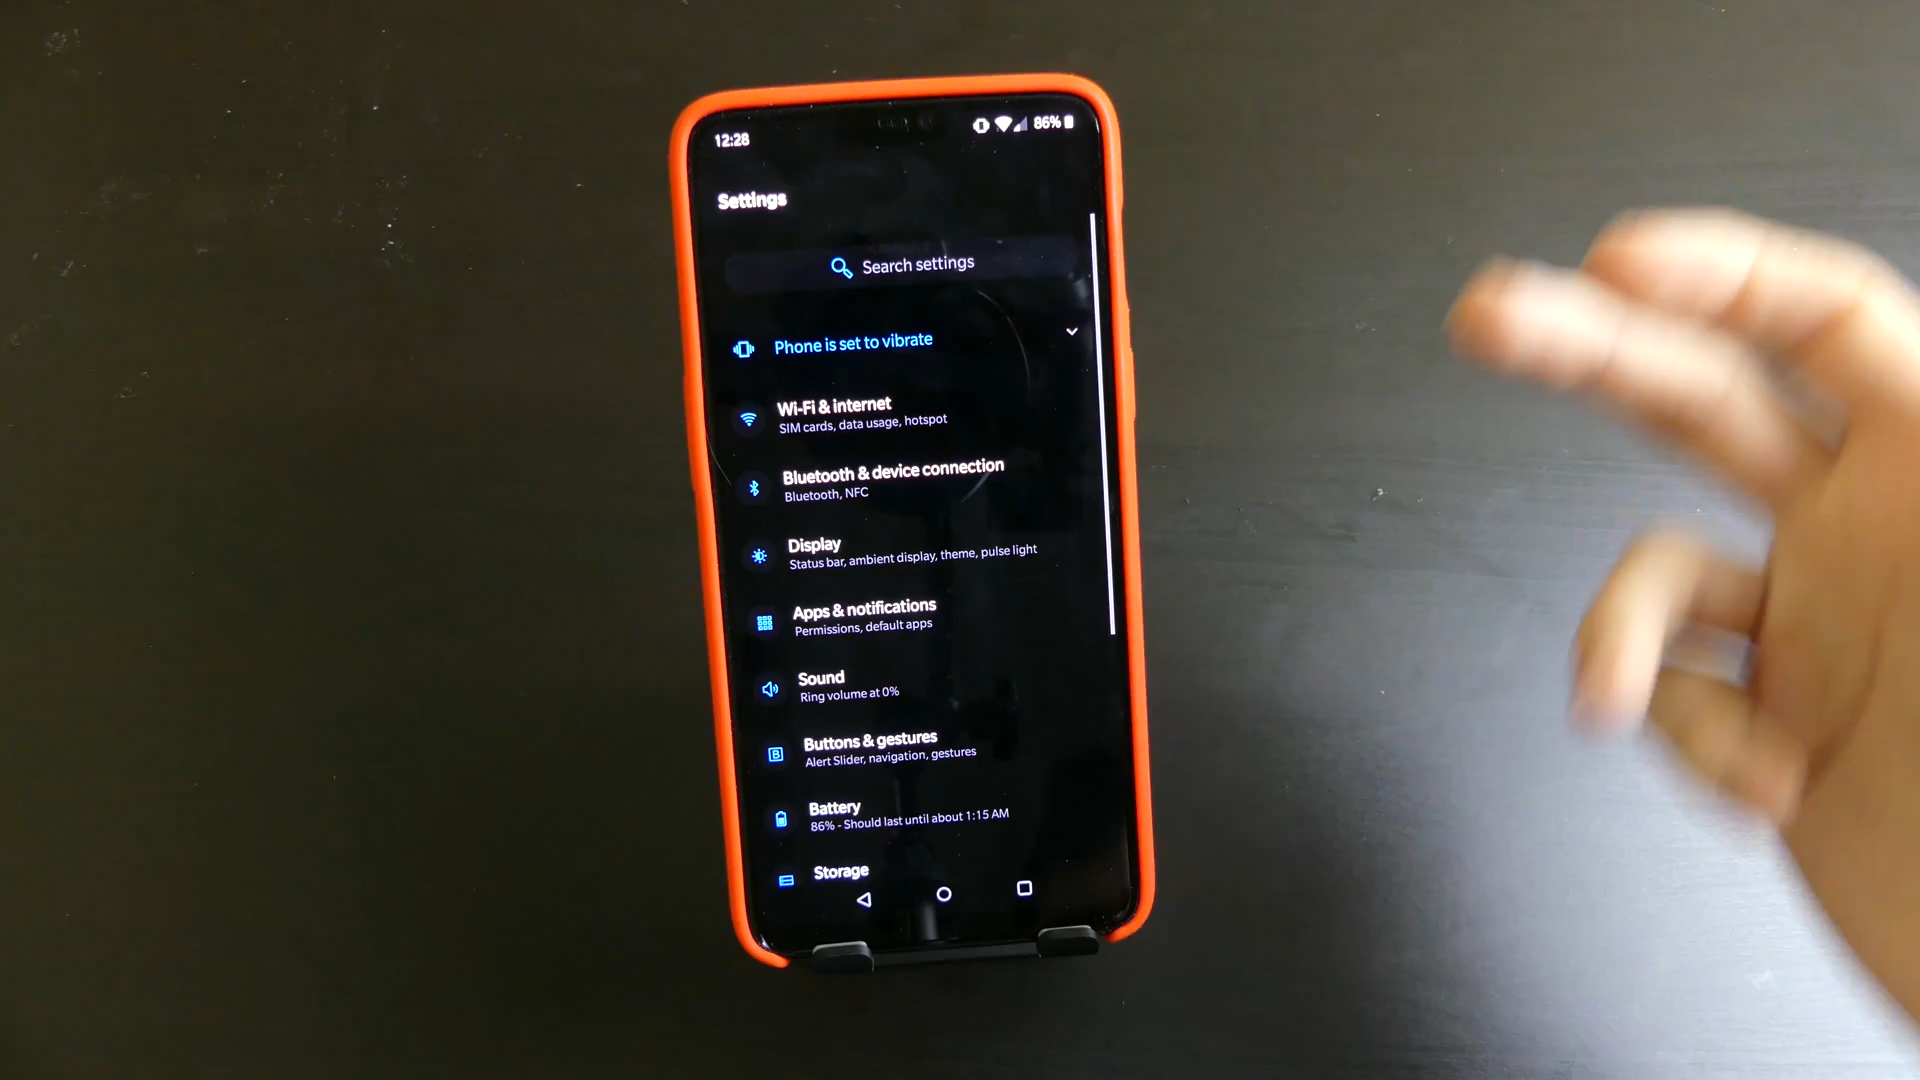 12:28
86%
Settings
Search settings
Phone is set to vibrate
Wi-Fi & internet
SIM cards, data usage, hotspot
Bluetooth & device connection
Bluetooth, NFC
Display
Status bar, ambient display, theme, pulse light
Apps & notifications
Permissions, default apps
Sound
Ring volume at 0%
Buttons & gestures
Alert Slider, navigation, gestures
Battery
86% - Should last until about 1:15 AM
Storage